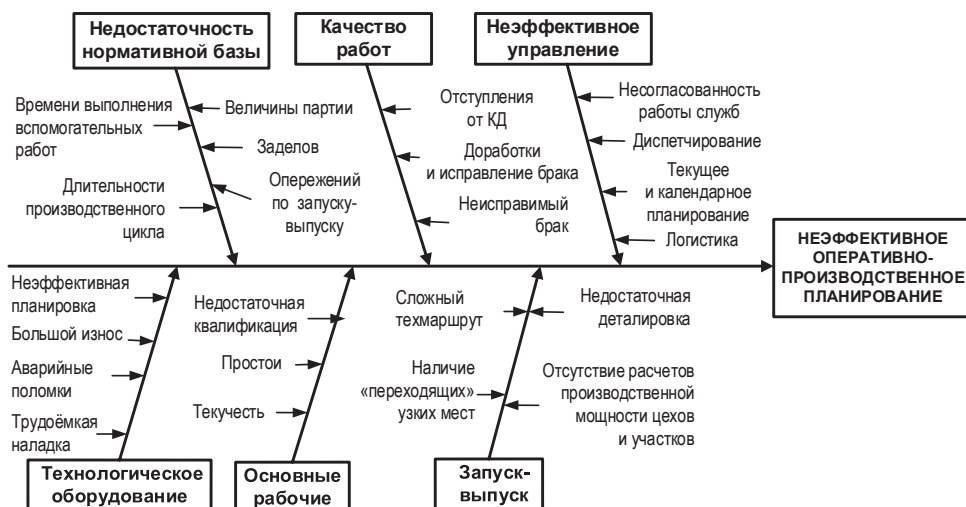 Недостаточность
нормативной базы
Качество
работ
Неэффективное
управление
Времени выполнения
вспомогательных
работ
Длительности
производственного
цикла
Величины партии
Заделов
Опережений
по запуску-
выпуску
Отступления
от КД
Доработки
и исправление брака
Неисправимый
брак
Несогласованность
работы служб
Диспетчирование
Текущее
и календарное
планирование
Логистика
НЕЭФФЕКТИВНОЕ
ОПЕРАТИВНО-
ПРОИЗВОДСТВЕННОЕ
ПЛАНИРОВАНИЕ
Неэффективная
планировка
Большой износ
Аварийные
поломки
Трудоёмкая
наладка
Недостаточная
квалификация
Простои
Текучесть
Сложный
техмаршрут
Наличие
«переходящих»
узких мест
Недостаточная
деталировка
Отсутствие расчетов
производственной
мощности цехов
и участков
Технологическое
оборудование
Основные
рабочие
Запуск-
выпуск